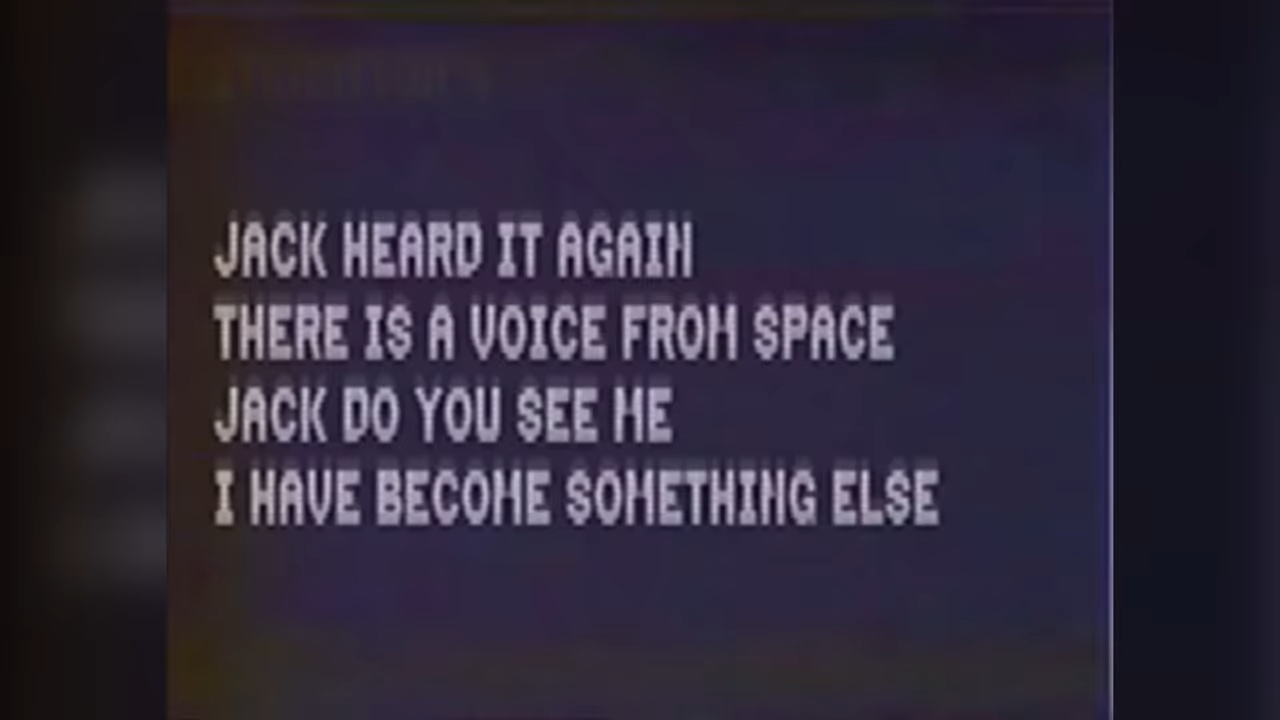 JACK HEARD IT AGAIN
THERE IS A VOICE FROM SPACE
JACK DO YOU SEE ME
I HAVE BECOME SOMETHING ELSE